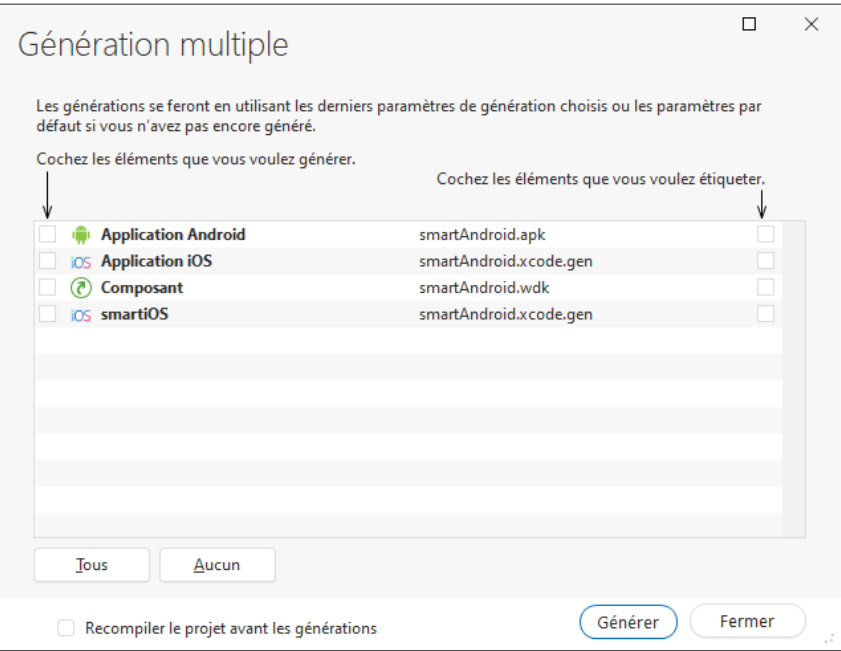 Génération multiple
Les générations se feront en utilisant les derniers paramètres de génération choisis ou les paramètres par
défaut si vous n'avez pas encore généré.
Cochez les éléments que vous voulez générer.
Cochez les éléments que vous voulez étiqueter.
Application Android smartAndroid.apk
iOS Application iOS smartAndroid.xcode.gen
Composant smartAndroid.wdk
iOS smartiOS smartAndroid.xcode.gen
Tous Aucun
Recompiler le projet avant les générations Générer Fermer